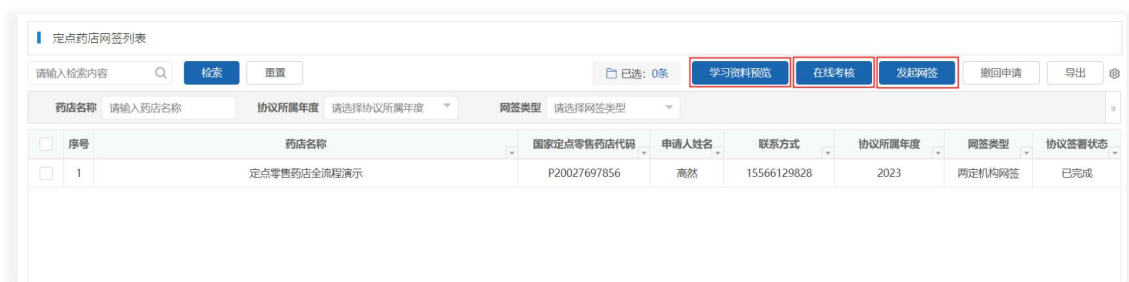 定点药店网签列表
请输入检索内容 检索 重置 已选：0条 学习资料预览 在线考核 发起网签 撤回申请 导出
药店名称 请输入药店名称 协议所属年度 请选择协议所属年度 网签类型 请选择网签类型
序号 药店名称 国家定点零售药店代码 申请人姓名 联系方式 协议所属年度 网签类型 协议签署状态
1 定点零售药店全流程演示 P20027697856 高然 15566129828 2023 两定机构网签 已完成